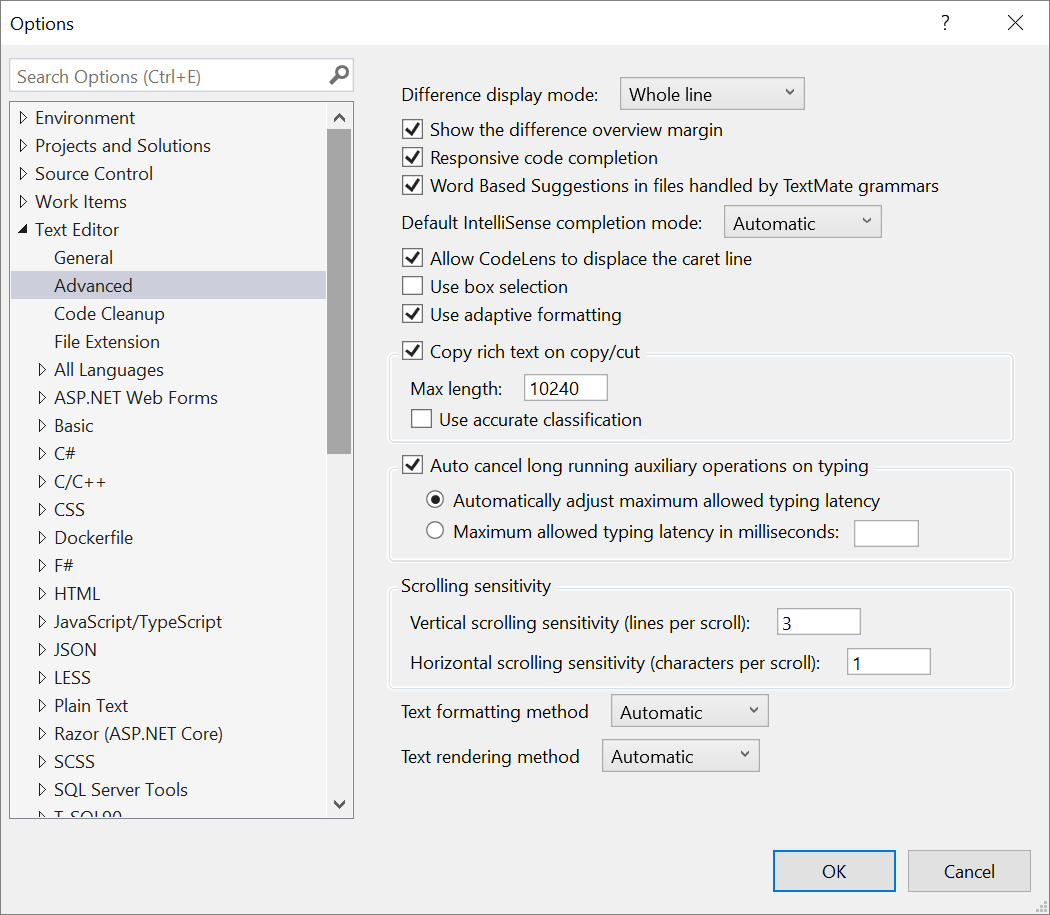 Options
?
Search Options (Ctrl+E)
Environment
Projects and Solutions
Source Control
Work Items
Text Editor
General
Advanced
Code Cleanup
File Extension
All Languages
ASP.NET Web Forms
Basic
C#
C/C++
CSS
Dockerfile
F#
HTML
JavaScript/TypeScript
JSON
LESS
Plain Text
Razor (ASP.NET Core)
SCSS
SQL Server Tools
T-SQL90
Difference display mode: Whole line
Show the difference overview margin
Responsive code completion
Word Based Suggestions in files handled by TextMate grammars
Default IntelliSense completion mode: Automatic
Allow CodeLens to displace the caret line
Use box selection
Use adaptive formatting
Copy rich text on copy/cut
Max length: 10240
Use accurate classification
Auto cancel long running auxiliary operations on typing
Automatically adjust maximum allowed typing latency
Maximum allowed typing latency in milliseconds:
Scrolling sensitivity
Vertical scrolling sensitivity (lines per scroll): 3
Horizontal scrolling sensitivity (characters per scroll): 1
Text formatting method Automatic
Text rendering method Automatic
OK Cancel